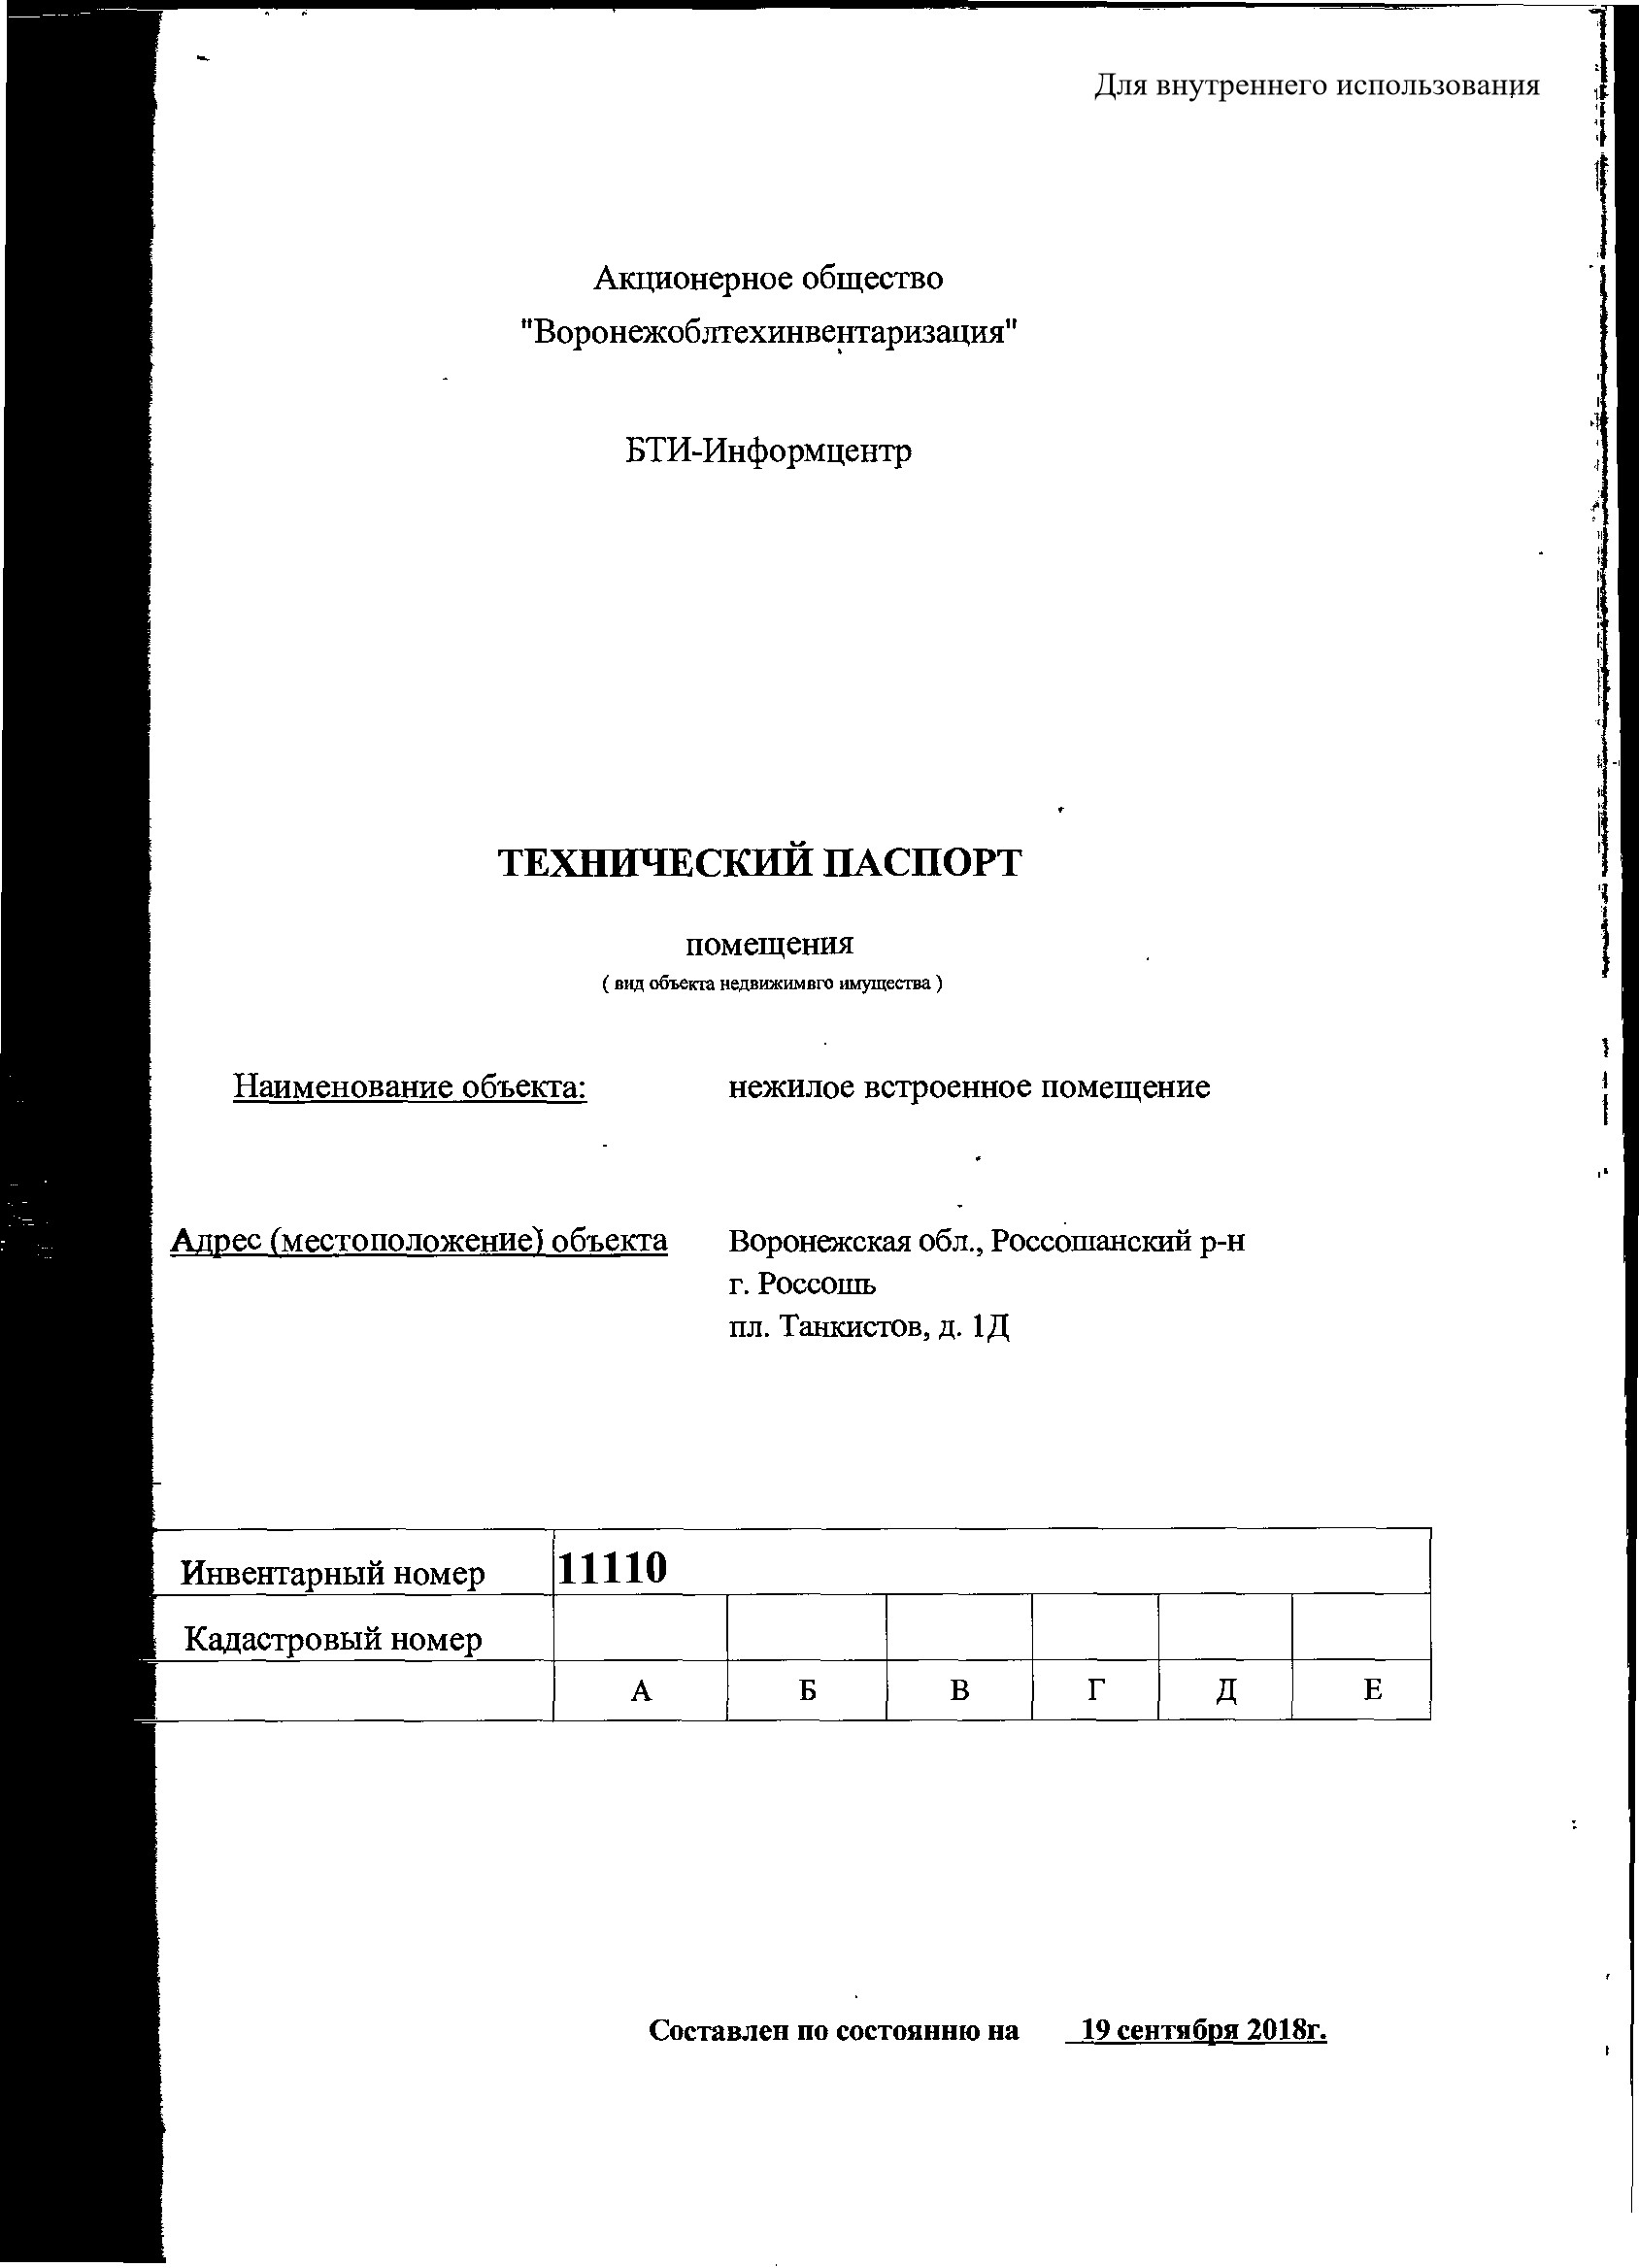 Для внутреннего использования
Акционерное общество
"Воронежоблтехинвентаризация"
БТИ-Информцентр
ТЕХНИЧЕСКИЙ ПАСПОРТ
помещения
( вид объекта недвижимвго имущества )
Наименование объекта: нежилое встроенное помещение
Адрес (местоположение) объекта Воронежская обл., Россошанский р-н
г. Россошь
пл. Танкистов, д. 1Д
Инвентарный номер 11110
Кадастровый номер
А Б В Г Д Е
Составлен по состоянию на 19 сентября 2018г.